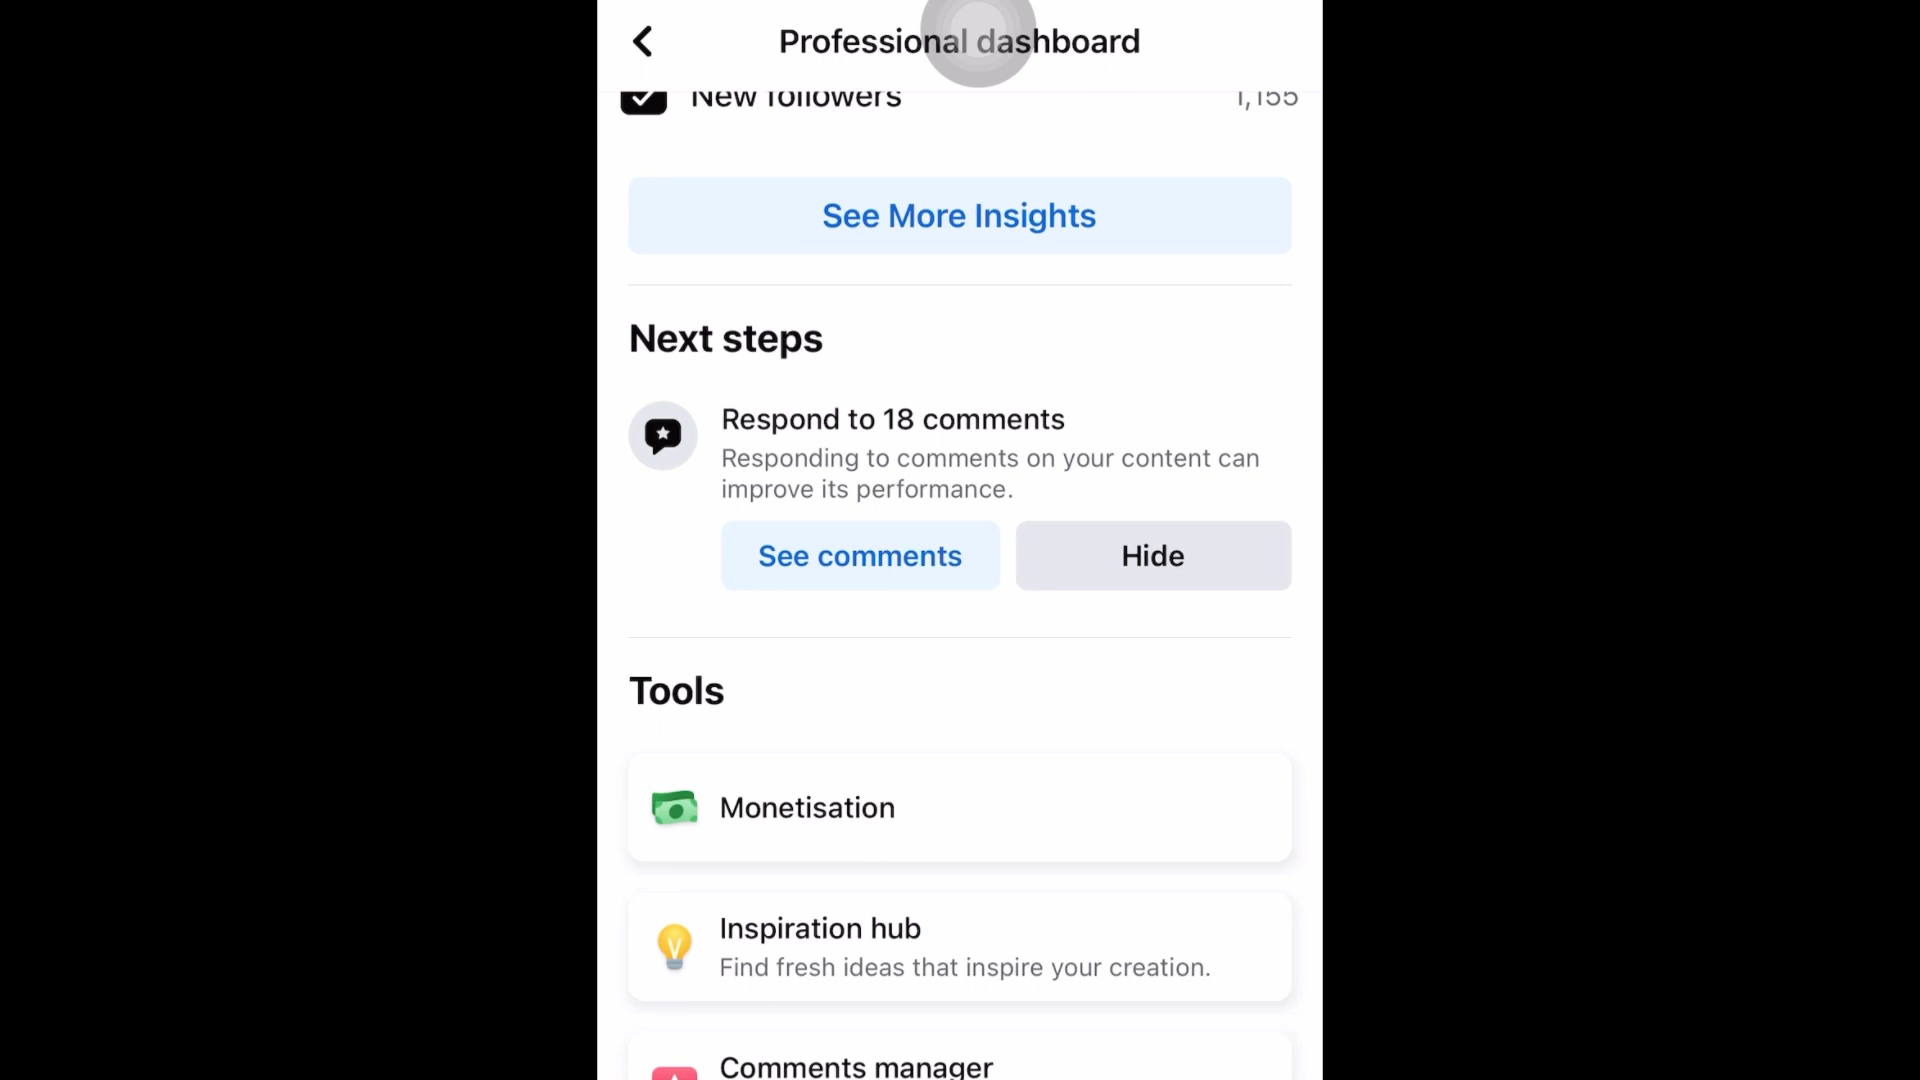 Professional dashboard
New followers 1,155
See More Insights
Next steps
Respond to 18 comments
Responding to comments on your content can
improve its performance.
See comments Hide
Tools
Monetisation
Inspiration hub
Find fresh ideas that inspire your creation.
Comments manager